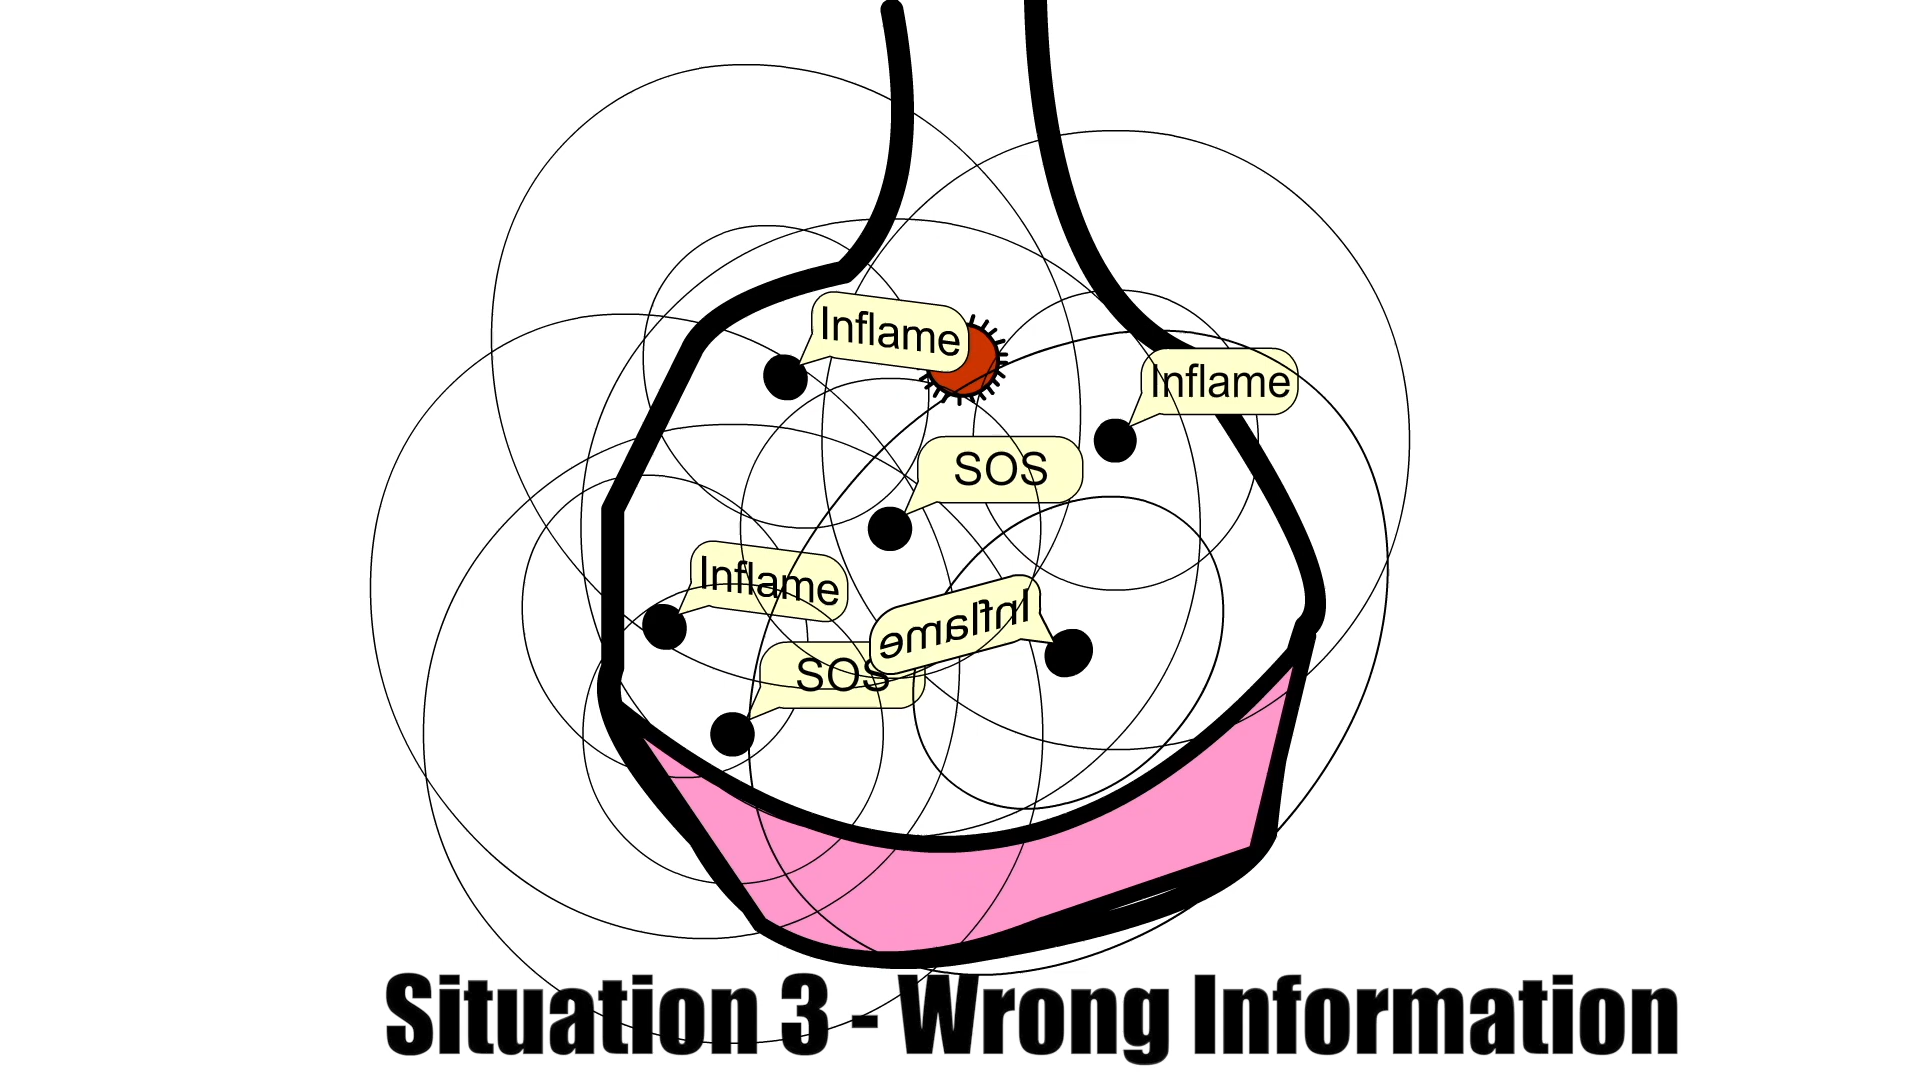 Inflame
Inflame
SOS
Inflame
Inflame
SOS
Situation 3 - Wrong Information